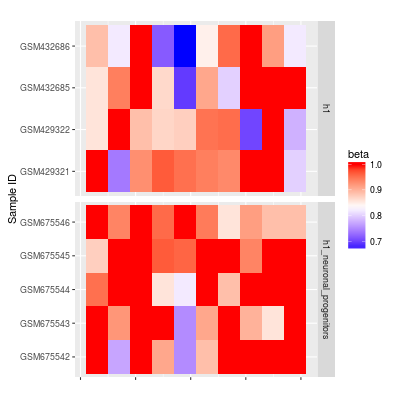 GSM432686
GSM432685
GSM429322
GSM429321
h1
GSM675546
GSM675545
GSM675544
GSM675543
GSM675542
h1_neuronal_progenitors
Sample ID
beta
1.0
0.9
0.8
0.7